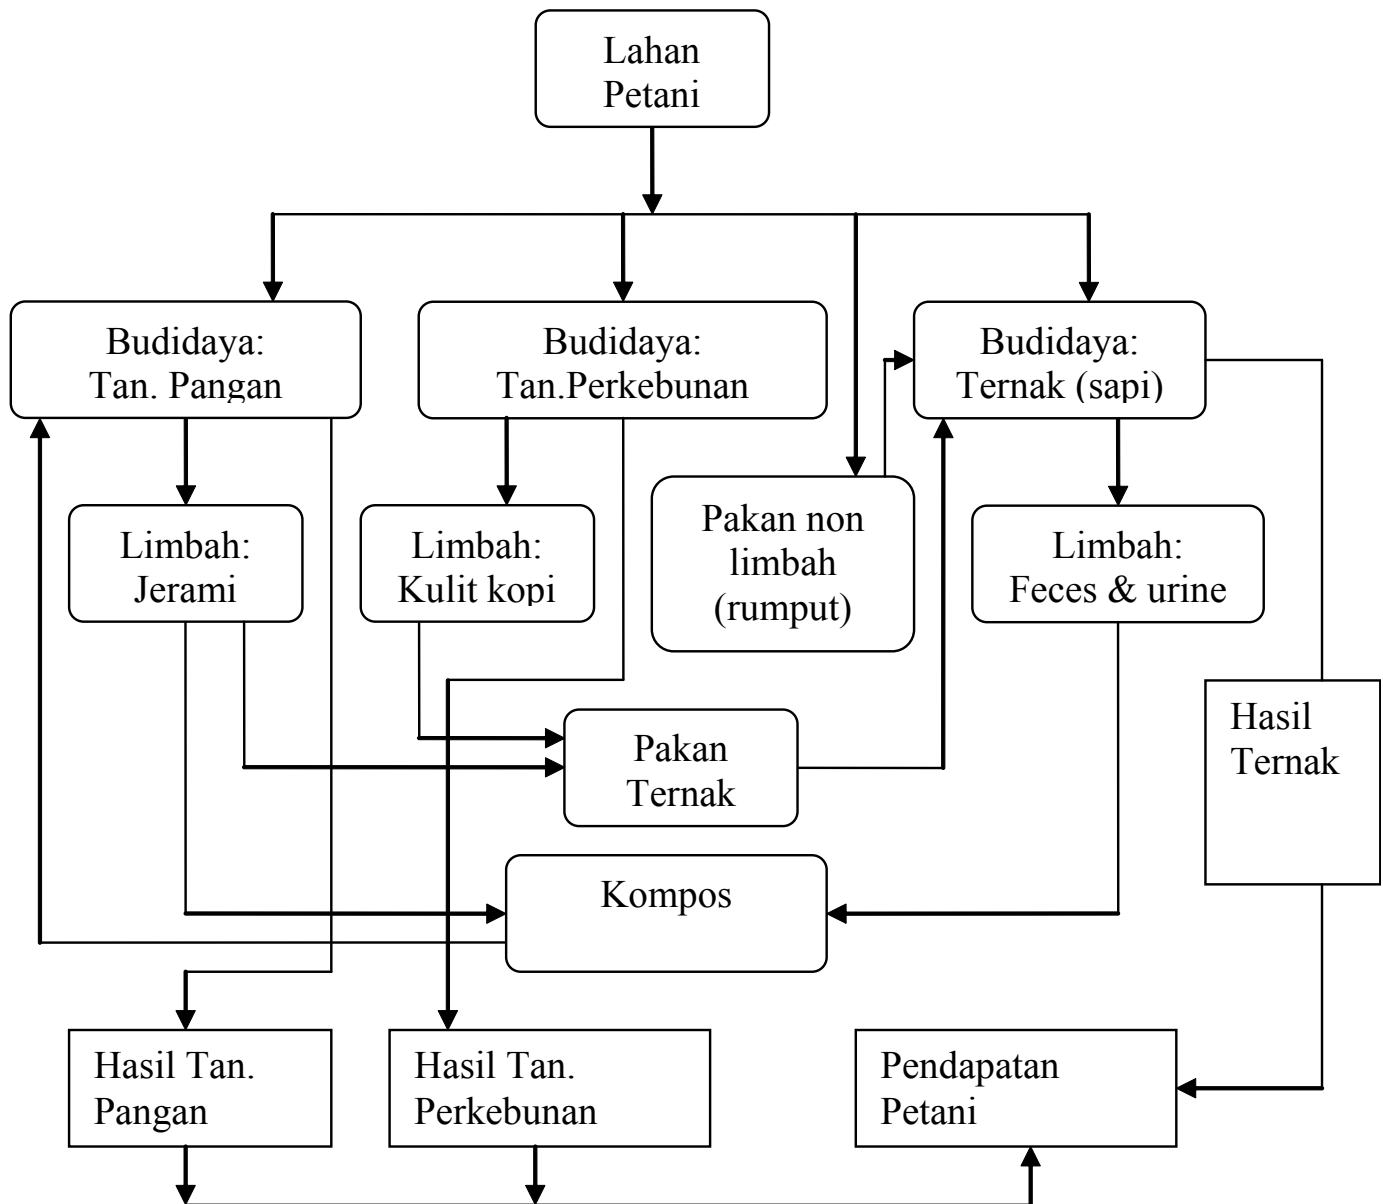 Lahan
Petani
Budidaya:
Tan. Pangan
Budidaya:
Tan.Perkebunan
Budidaya:
Ternak (sapi)
Limbah:
Jerami
Limbah:
Kulit kopi
Pakan non
limbah
(rumput)
Limbah:
Feces & urine
Hasil
Ternak
Pakan
Ternak
Kompos
Hasil Tan.
Pangan
Hasil Tan.
Perkebunan
Pendapatan
Petani